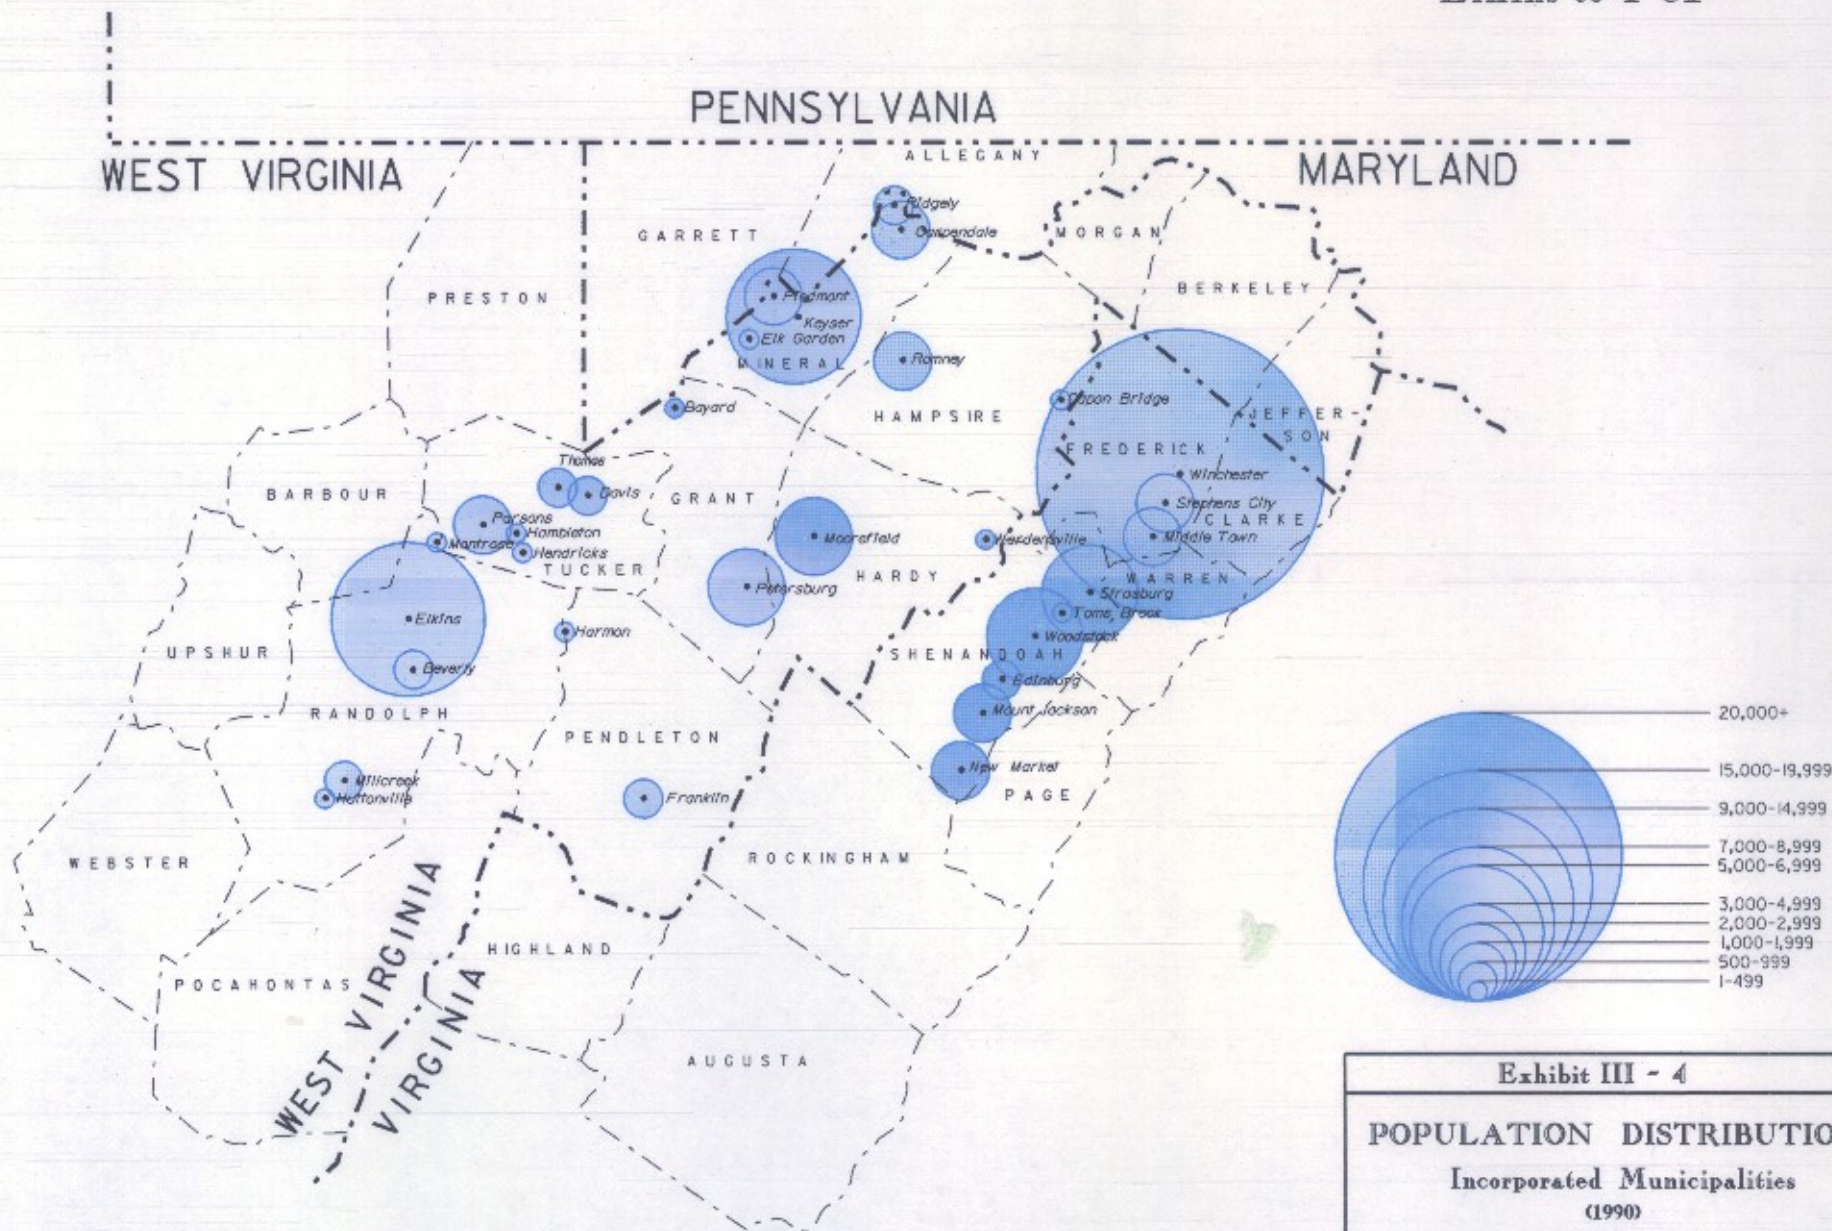 PENNSYLVANIA
WEST VIRGINIA
ALLEGANY
MARYLAND
Ridgely
Carpendale
GARRETT
MORGAN
PRESTON
BERKELEY
Piedmont
Keyser
Elk Garden
MINERAL
Romney
Bayard
Capon Bridge
HAMPSIRE
JEFFER-
SON
FREDERICK
Thomas
Winchester
BARBOUR
Davis
GRANT
Stephens City
Parsons
CLARKE
Hambleton
Moorefield
Wardensville
Middle Town
Montrose
Hendricks
TUCKER
HARDY
WARREN
Petersburg
Strasburg
Toms Brook
Elkins
Harmon
Woodstock
UPSHUR
SHENANDOAH
Beverly
Edinburg
RANDOLPH
Mount Jackson
PENDLETON
20,000+
New Market
15,000-19,999
Millcreek
Huttonville
Franklin
PAGE
9,000-14,999
7,000-8,999
WEBSTER
ROCKINGHAM
5,000-6,999
3,000-4,999
2,000-2,999
HIGHLAND
1,000-1,999
500-999
POCAHONTAS
1-499
WEST VIRGINIA
VIRGINIA
AUGUSTA
Exhibit III - 4
POPULATION DISTRIBUTIO
Incorporated Municipalities
(1990)